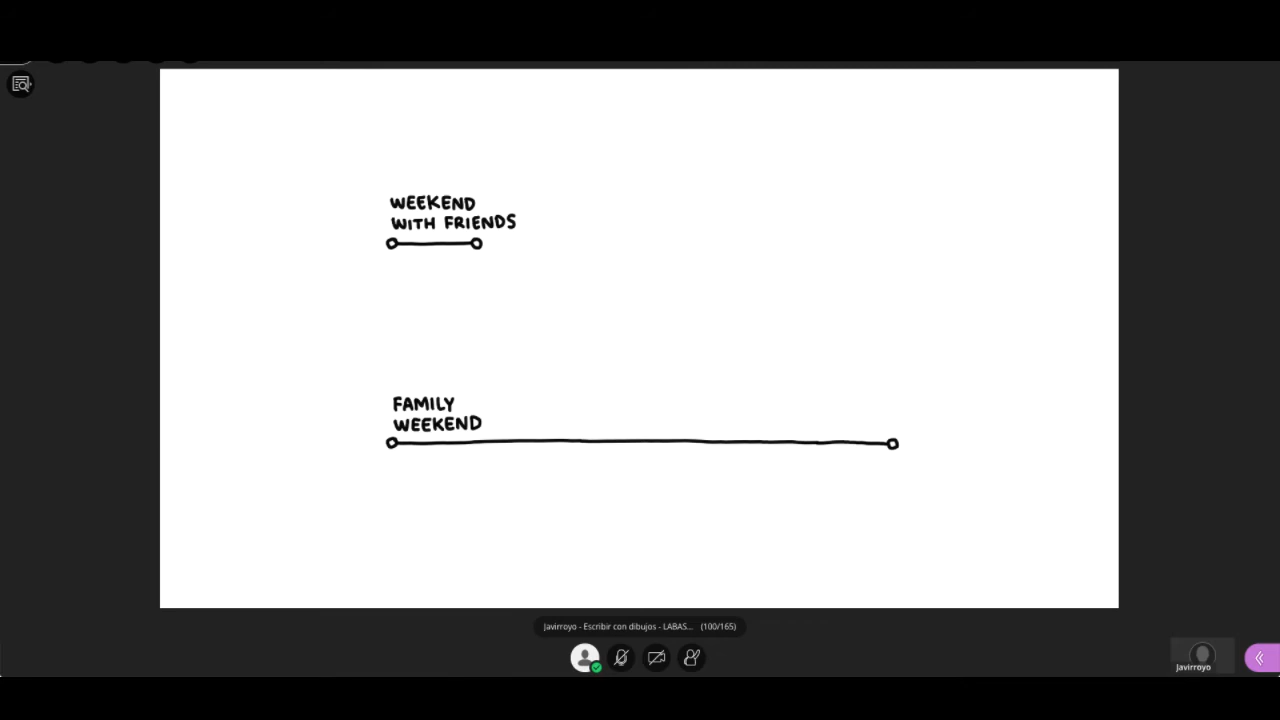 WEEKEND
WITH FRIENDS
FAMILY
WEEKEND
Javirroyo - Escribir con dibujos - LABAS... (100/165)
Javirroyo